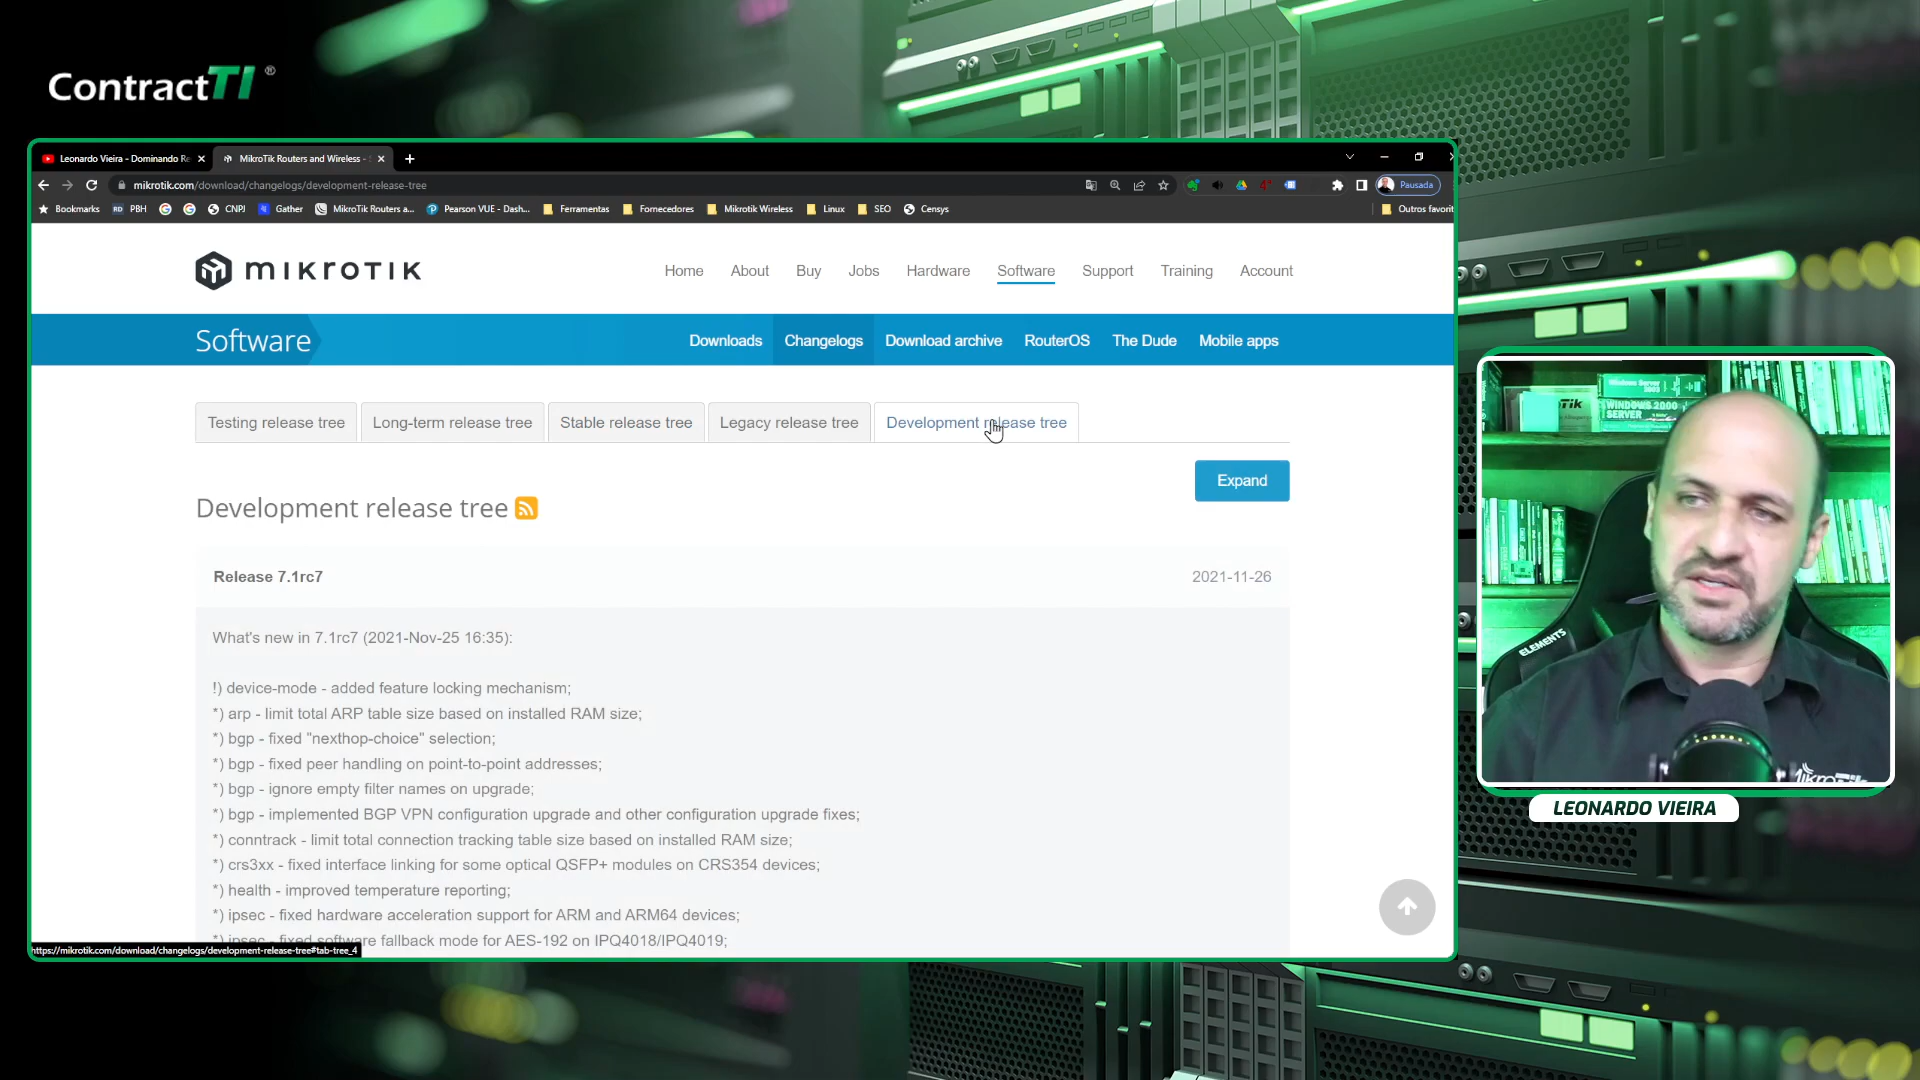 ContractTI ®
Leonardo Vieira - Dominando Re
MikroTik Routers and Wireless -
mikrotik.com/download/changelogs/development-release-tree
Pausada
Bookmarks
PBH
CNPJ
Gather
MikroTik Routers a...
Pearson VUE - Dash...
Ferramentas
Fornecedores
Mikrotik Wireless
Linux
SEO
Censys
Outros favorit
mikrotik
Home
About
Buy
Jobs
Hardware
Software
Support
Training
Account
Software
Downloads
Changelogs
Download archive
RouterOS
The Dude
Mobile apps
Testing release tree
Long-term release tree
Stable release tree
Legacy release tree
Development release tree
Expand
Development release tree
Release 7.1rc7
2021-11-26
What's new in 7.1rc7 (2021-Nov-25 16:35):
!) device-mode - added feature locking mechanism;
*) arp - limit total ARP table size based on installed RAM size;
*) bgp - fixed "nexthop-choice" selection;
*) bgp - fixed peer handling on point-to-point addresses;
*) bgp - ignore empty filter names on upgrade;
*) bgp - implemented BGP VPN configuration upgrade and other configuration upgrade fixes;
*) conntrack - limit total connection tracking table size based on installed RAM size;
*) crs3xx - fixed interface linking for some optical QSFP+ modules on CRS354 devices;
*) health - improved temperature reporting;
*) ipsec - fixed hardware acceleration support for ARM and ARM64 devices;
*) ipsec - fixed software fallback mode for AES-192 on IPQ4018/IPQ4019;
https://mikrotik.com/download/changelogs/development-release-tree#tab-tree_4
WINDOWS 2000
SERVER
ELEMENTS
LEONARDO VIEIRA